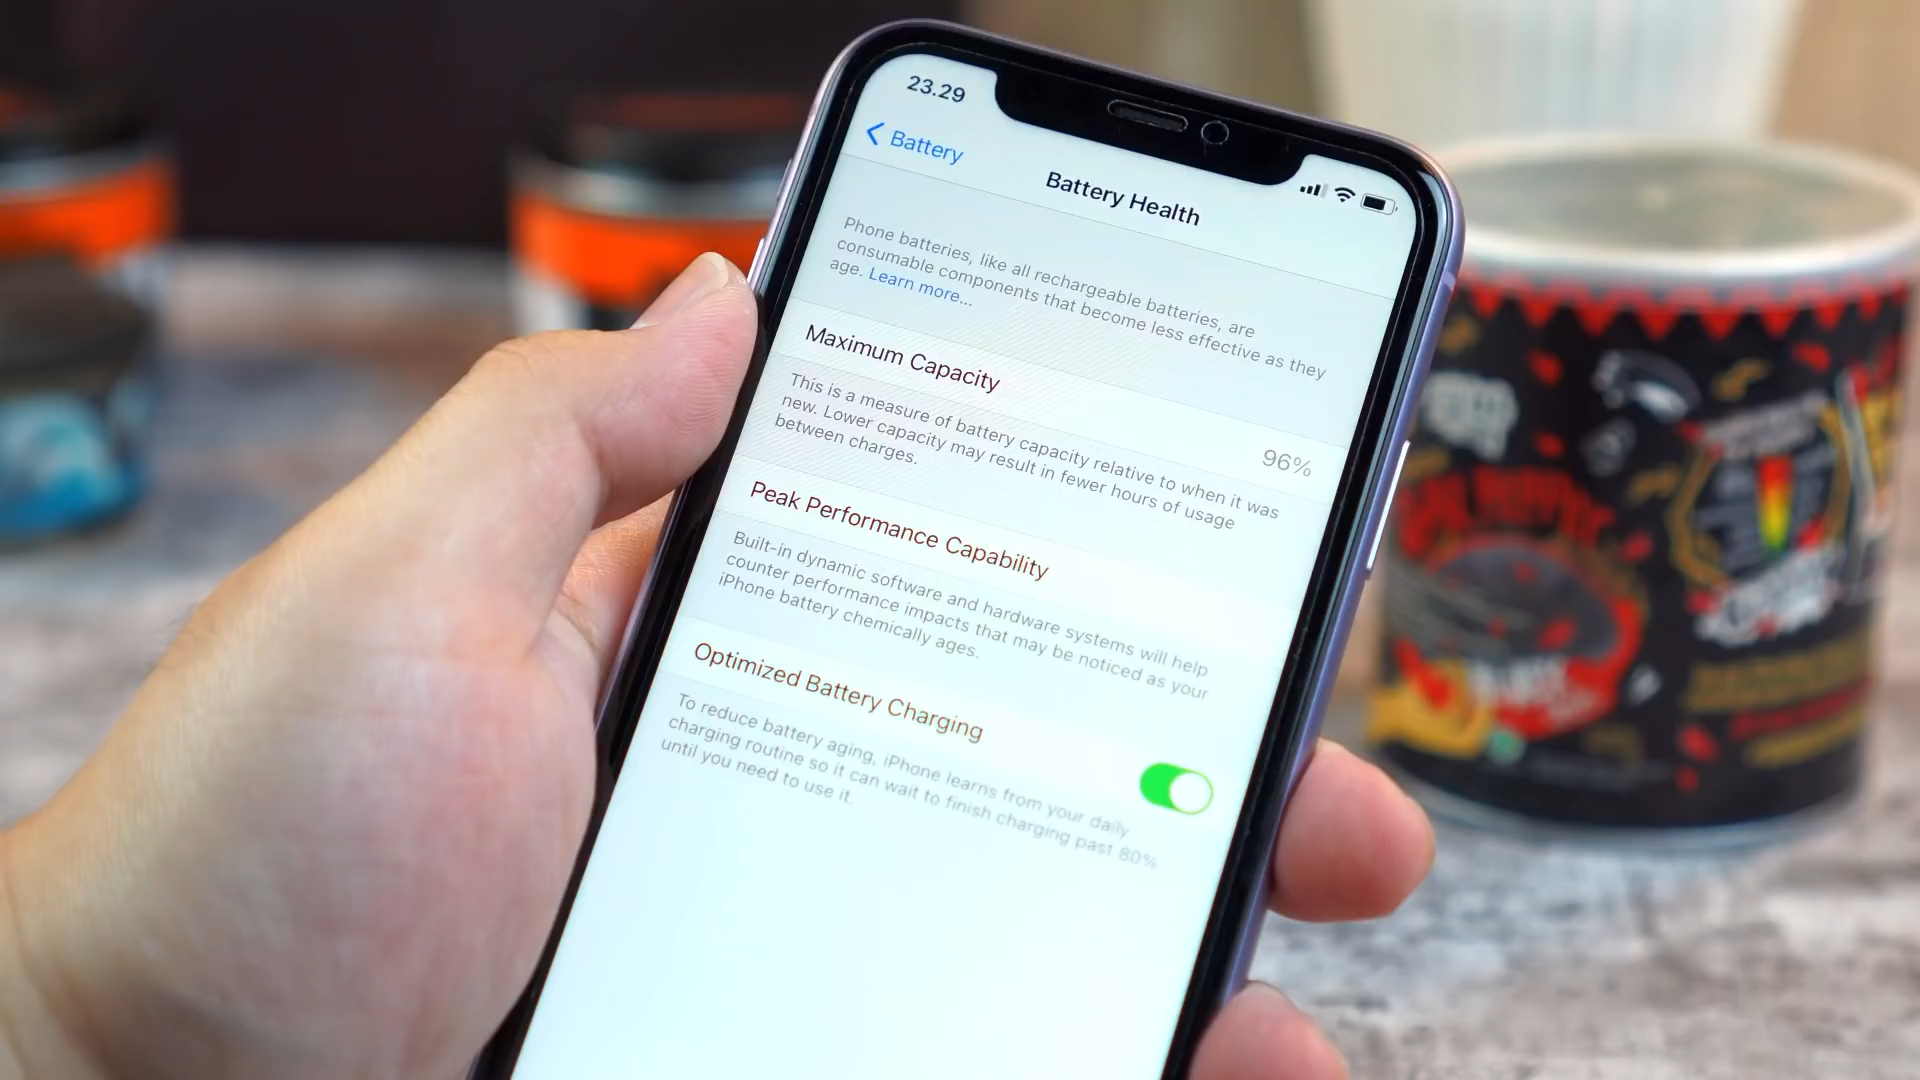 23.29
Battery
Battery Health
Phone batteries, like all rechargeable batteries, are
consumable components that become less effective as they
age. Learn more...
Maximum Capacity
96%
This is a measure of battery capacity relative to when it was
new. Lower capacity may result in fewer hours of usage
between charges.
Peak Performance Capability
Built-in dynamic software and hardware systems will help
counter performance impacts that may be noticed as your
iPhone battery chemically ages.
Optimized Battery Charging
To reduce battery aging, iPhone learns from your daily
charging routine so it can wait to finish charging past 80%
until you need to use it.